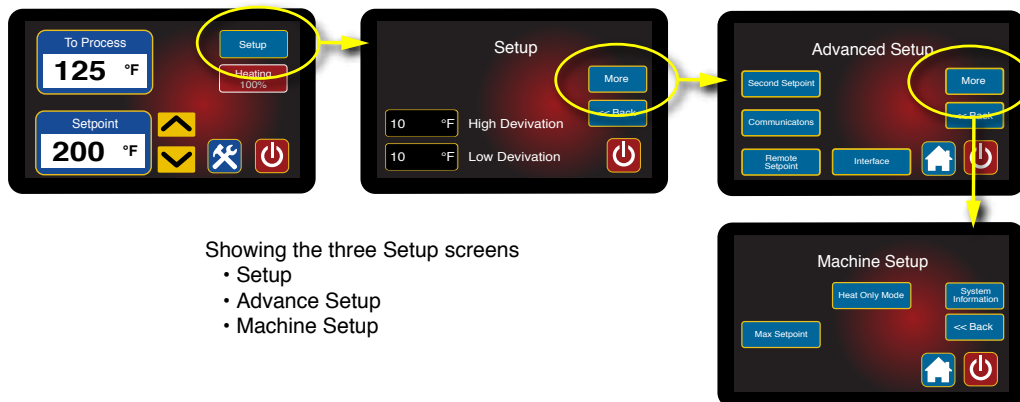 To Process
125 °F
Setup
Heating
100%
Setpoint
200 °F
Setup
More
<< Back
10 °F High Devivation
10 °F Low Devivation
Advanced Setup
Second Setpoint
More
Communicatons
<< Back
Remote
Setpoint
Interface
Showing the three Setup screens
• Setup
• Advance Setup
• Machine Setup
Machine Setup
Heat Only Mode
System
Information
Max Setpoint
<< Back